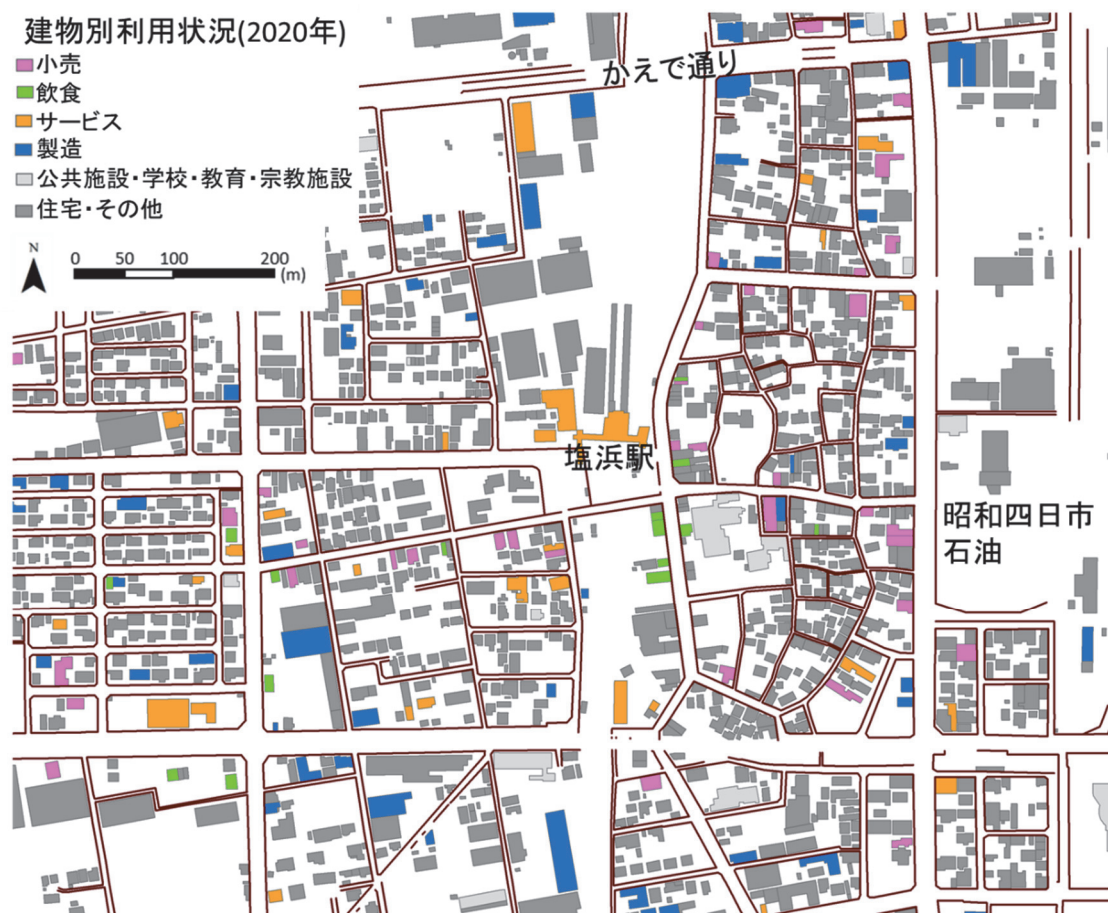 建物別利用状況(2020年)
小売
飲食
サービス
製造
公共施設・学校・教育・宗教施設
住宅・その他
N
0 50 100 200
(m)
かえで通り
塩浜駅
昭和四日市
石油